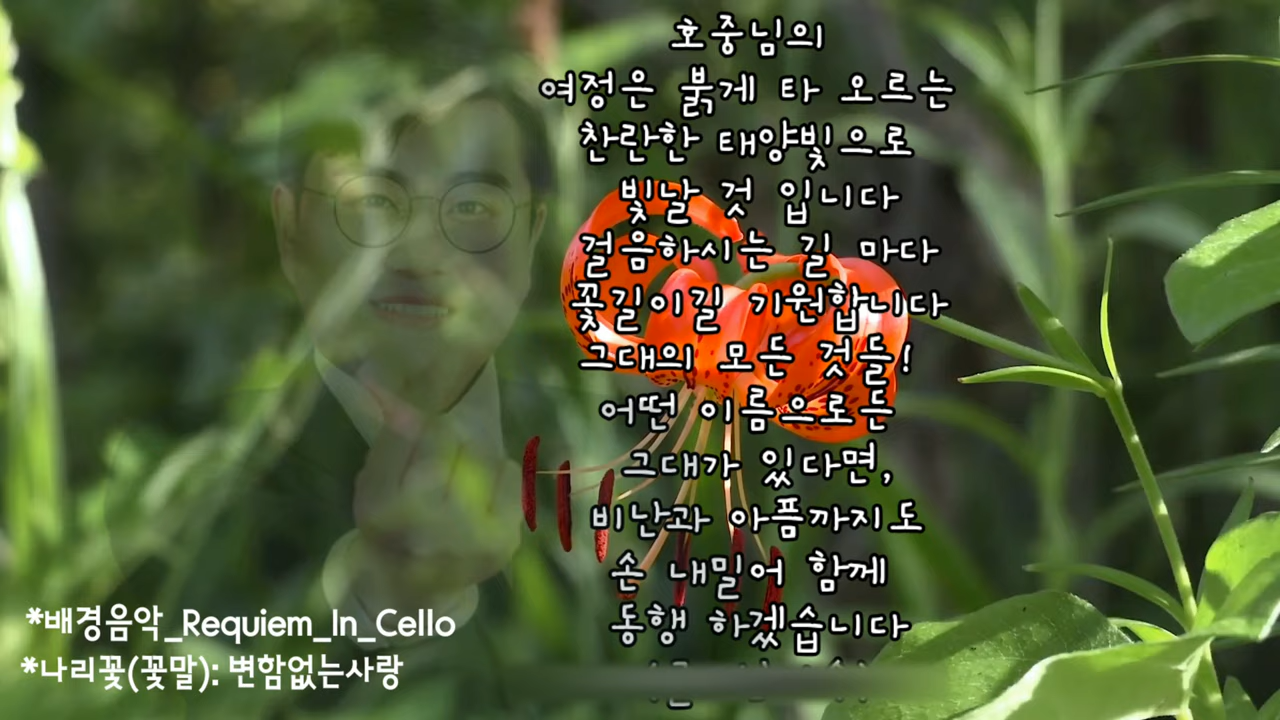 호중님의
여정은 붉게 타 오르는
찬란한 태양빛으로
빛날 것 입니다
걸음하시는 길 마다
꽃길이길 기원합니다
그대의 모든 것들!
어떤 이름으로든
그대가 있다면,
비난과 아픔까지도
손 내밀어 함께
동행 하겠습니다
*배경음악_Requiem_In_Cello
*나리꽃(꽃말): 변함없는사랑